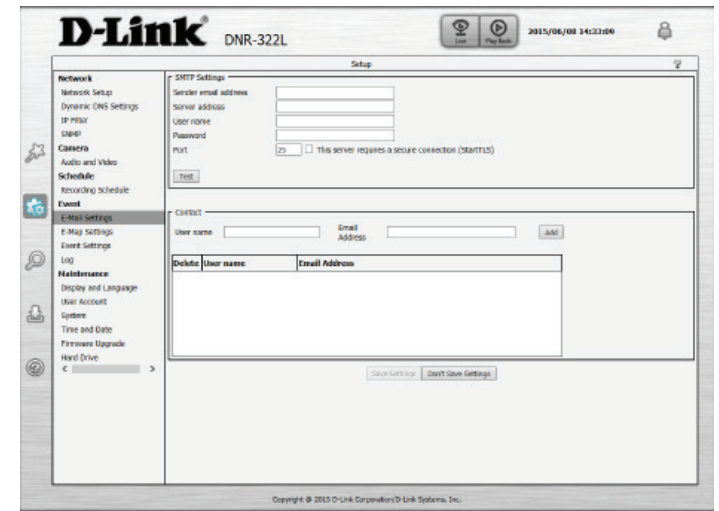 D-Link DNR-322L
Live
Play Back
2015/06/08 14:33:09
Setup
?
Network
Network Setup
Dynamic DNS Settings
IP Filter
SNMP
Camera
Audio and Video
Schedule
Recording Schedule
Event
E-Mail Settings
E-Map Settings
Event Settings
Log
Maintenance
Display and Language
User Account
System
Time and Date
Firmware Upgrade
Hard Drive
SMTP Settings
Sender email address
Server address
User name
Password
Port 25 This server requires a secure connection (StartTLS)
Test
Contact
User name Email Address Add
Delete User name Email Address
Save Settings Don't Save Settings
Copyright @ 2015 D-Link Corporation/D-Link Systems, Inc.